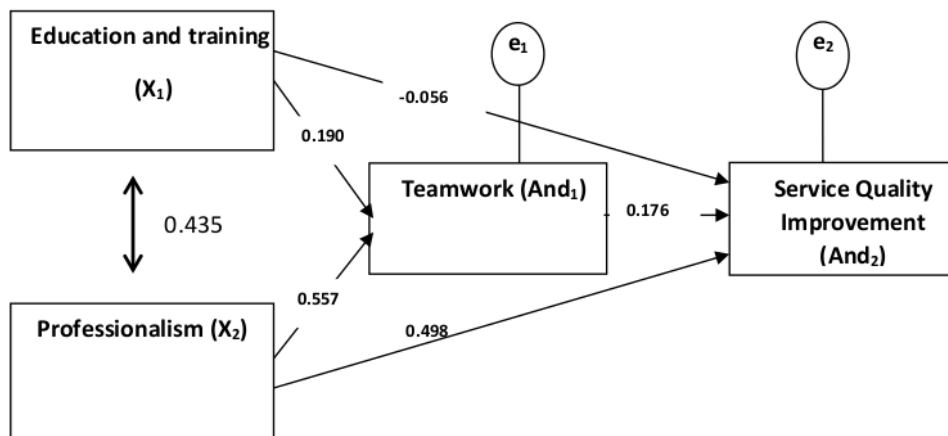 Education and training
(X₁)
e₁
e₂
-0.056
0.190
Teamwork (And₁)
0.176
Service Quality
Improvement
(And₂)
0.435
0.557
Professionalism (X₂)
0.498